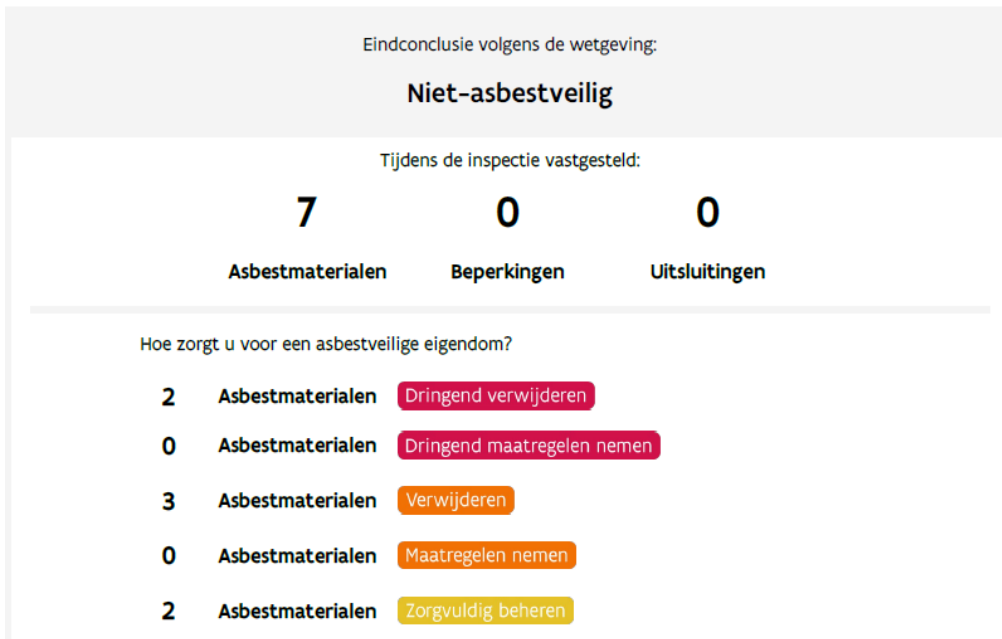 Eindconclusie volgens de wetgeving:
Niet-asbestveilig
Tijdens de inspectie vastgesteld:
7 0 0
Asbestmaterialen Beperkingen Uitsluitingen
Hoe zorgt u voor een asbestveilige eigendom?
2 Asbestmaterialen Dringend verwijderen
0 Asbestmaterialen Dringend maatregelen nemen
3 Asbestmaterialen Verwijderen
0 Asbestmaterialen Maatregelen nemen
2 Asbestmaterialen Zorgvuldig beheren